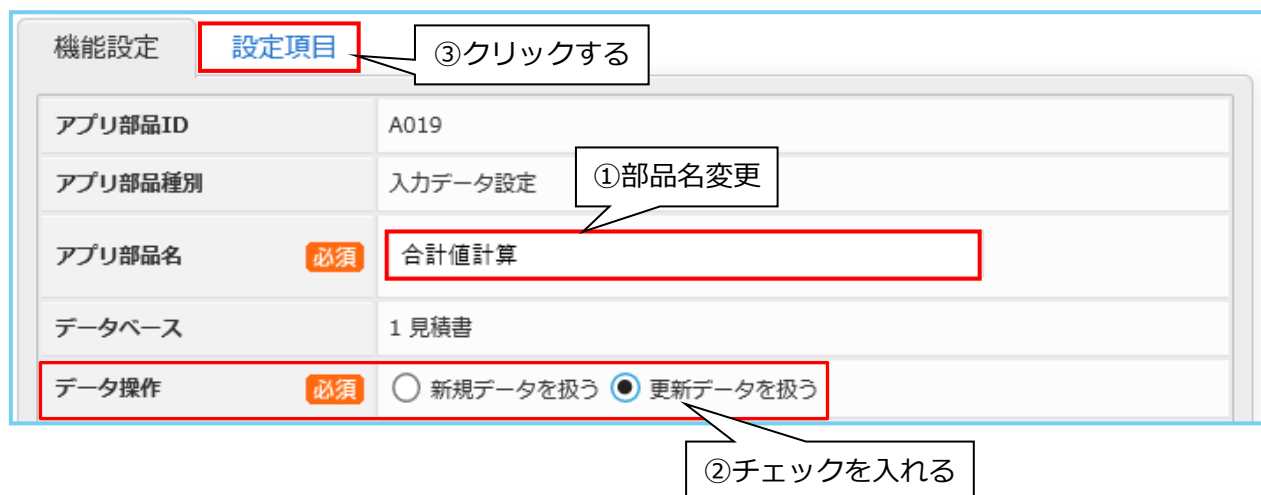 機能設定 設定項目 ③クリックする
アプリ部品ID A019
アプリ部品種別 入力データ設定 ①部品名変更
アプリ部品名 必須 合計値計算
データベース 1 見積書
データ操作 必須 新規データを扱う 更新データを扱う
②チェックを入れる